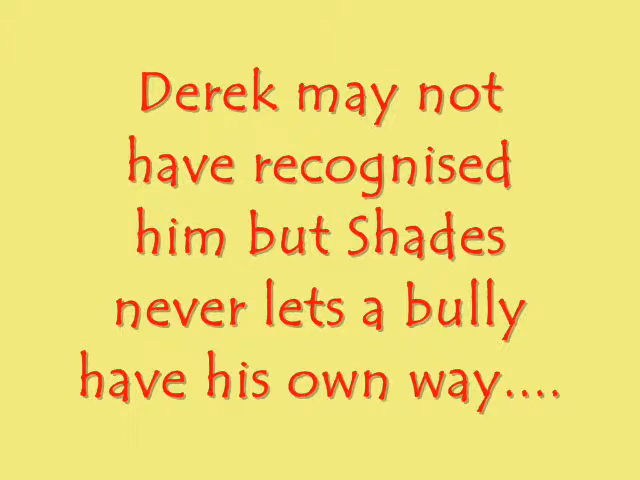 Derek may not
have recognised
him but Shades
never lets a bully
have his own way....